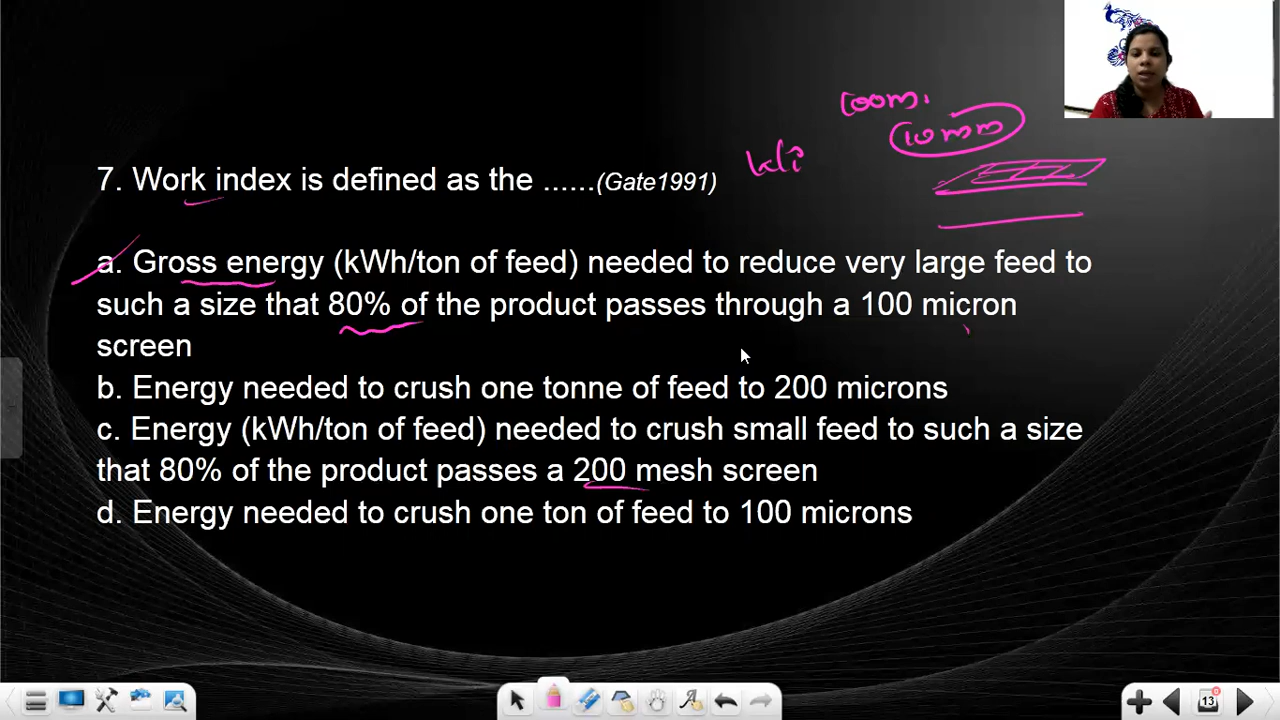 100m.
10mm
7. Work index is defined as the ......(Gate1991)
a. Gross energy (kWh/ton of feed) needed to reduce very large feed to
such a size that 80% of the product passes through a 100 micron
screen
b. Energy needed to crush one tonne of feed to 200 microns
c. Energy (kWh/ton of feed) needed to crush small feed to such a size
that 80% of the product passes a 200 mesh screen
d. Energy needed to crush one ton of feed to 100 microns
13